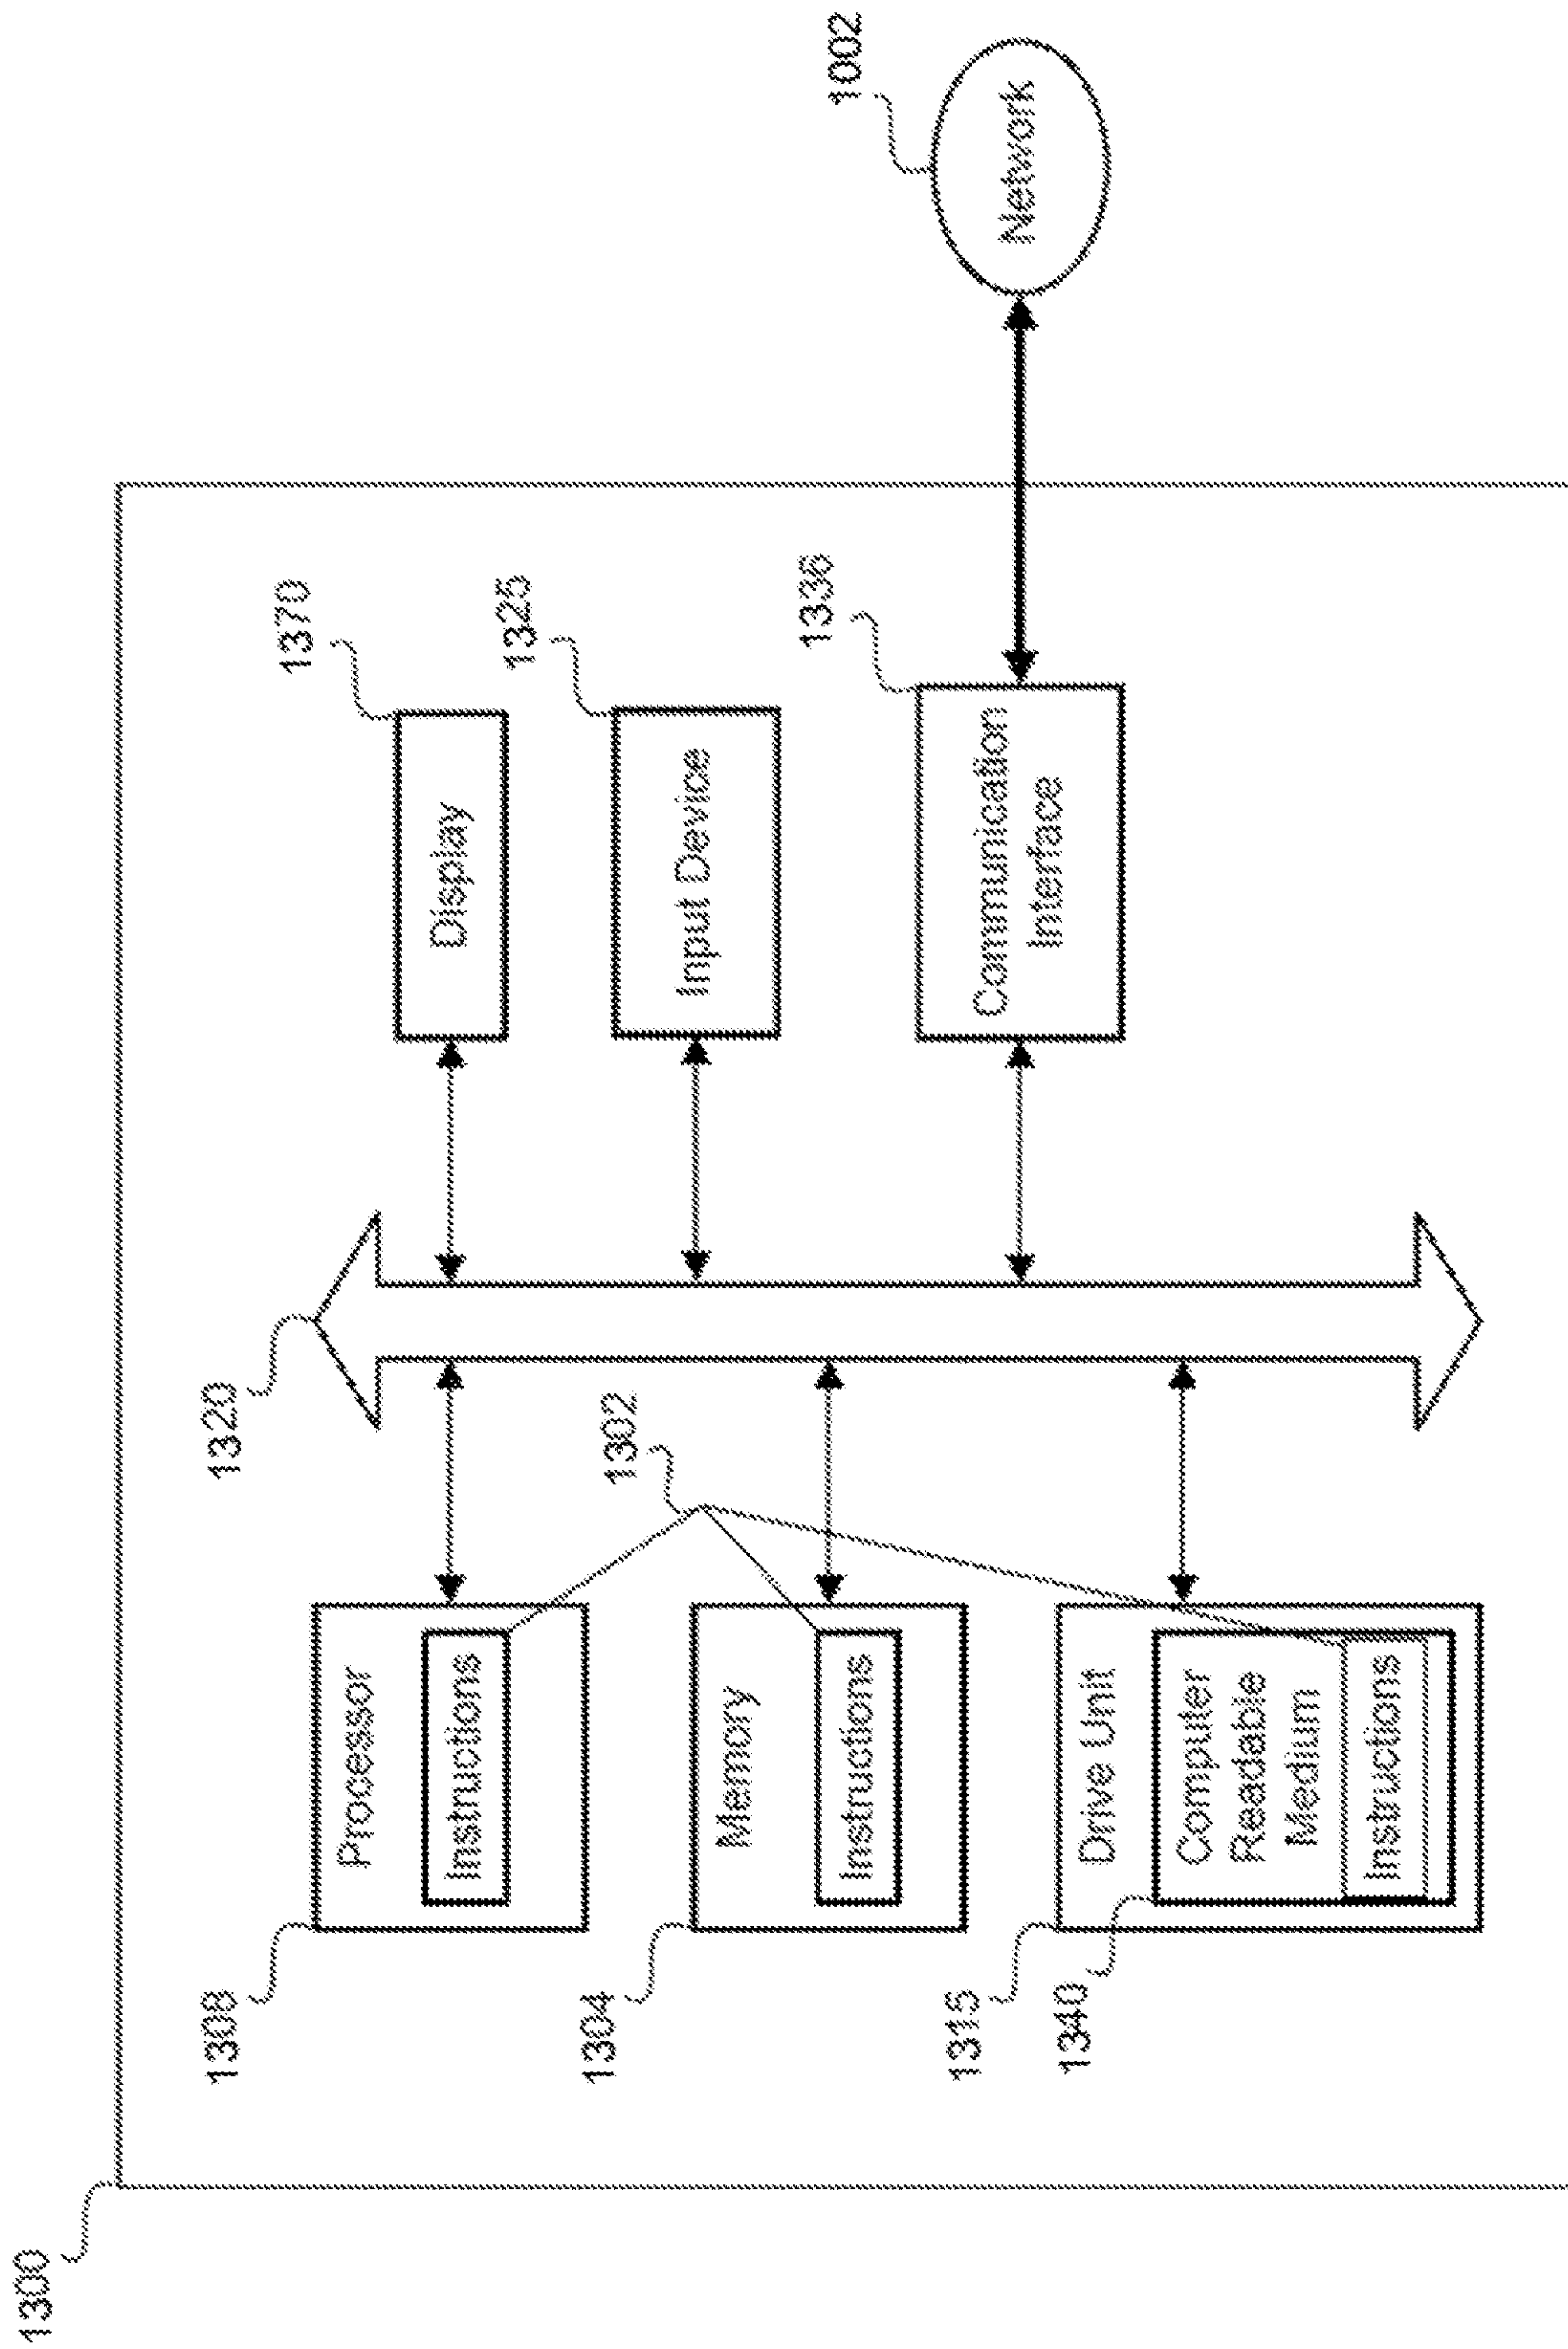 1300
1320
1308
Processor
Instructions
1302
1304
Memory
Instructions
1315
1340
Drive Unit
Computer
Readable
Medium
Instructions
1370
Display
1325
Input Device
1336
Communication
Interface
1002
Network